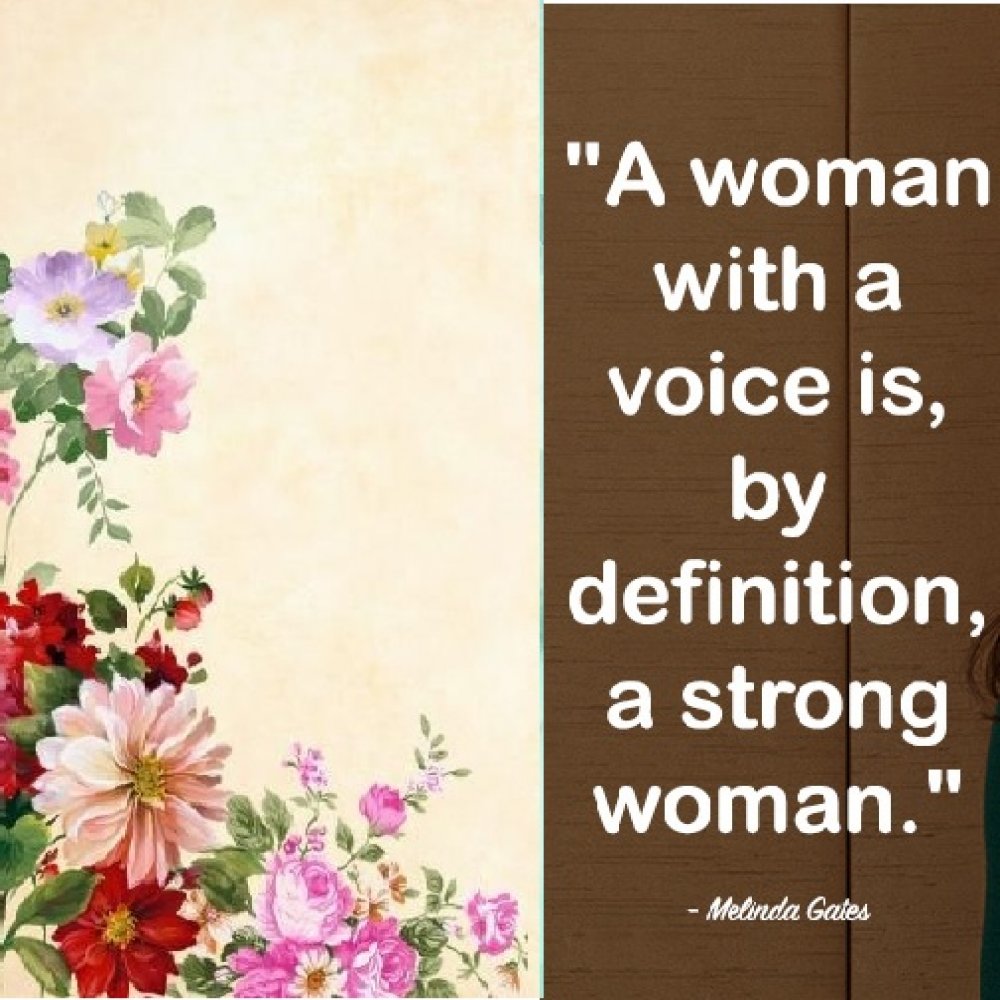 "A woman
with a
voice is,
by
definition,
a strong
woman."
- Melinda Gates